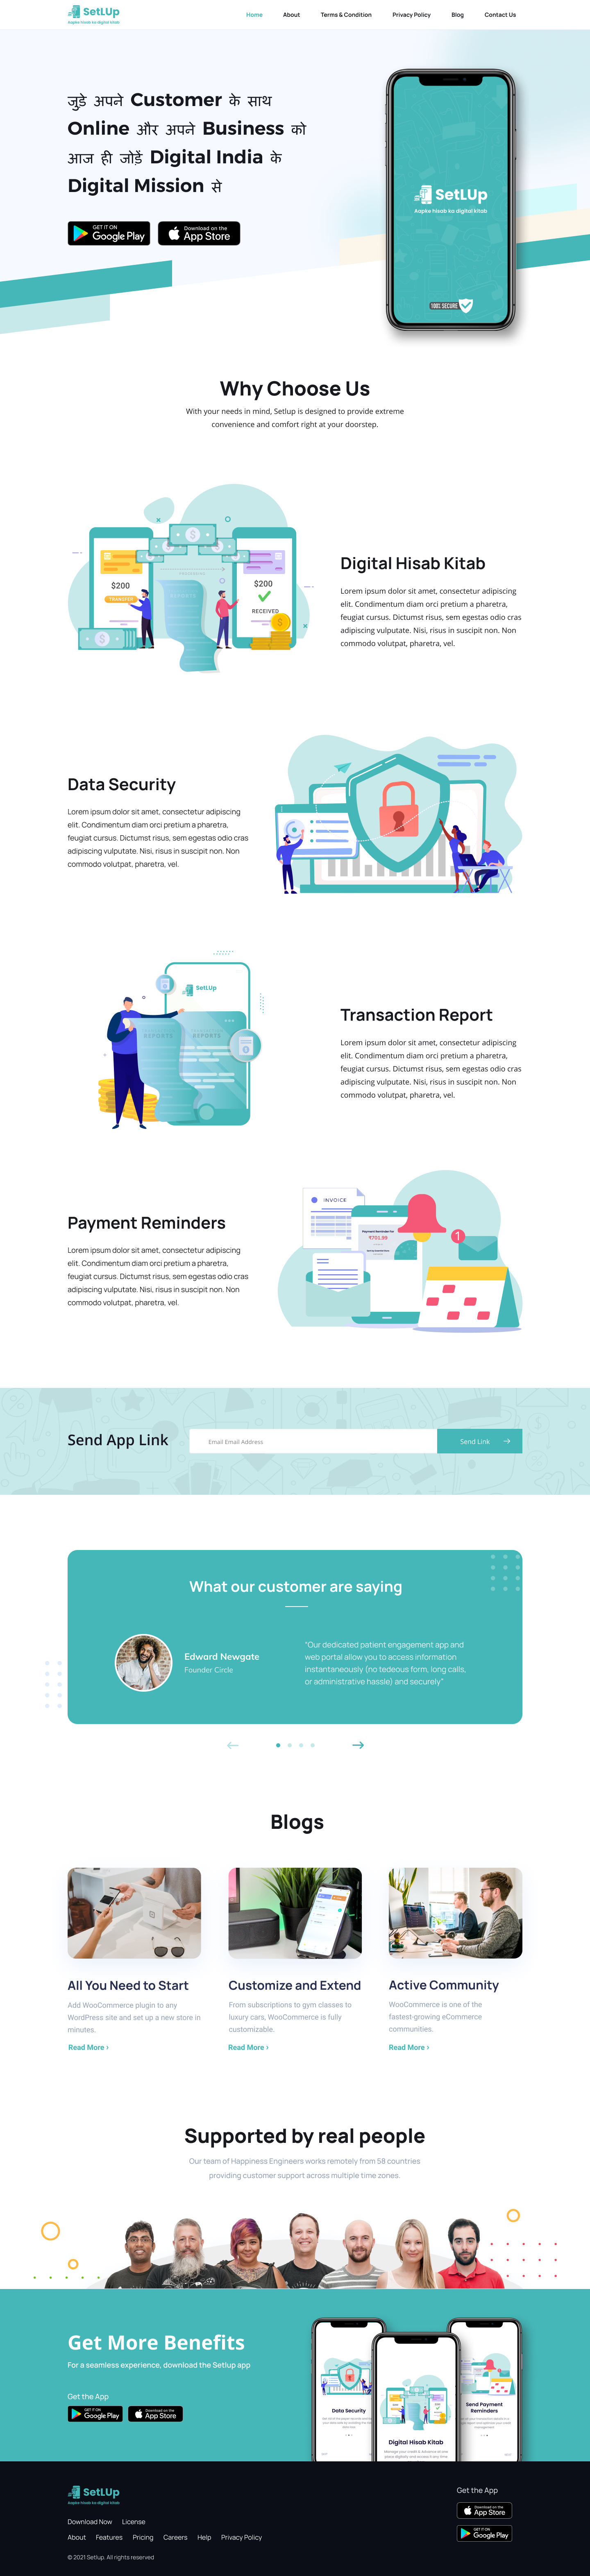 SetLUp
Aapke hisab ka digital kitab
Home About Terms & Condition Privacy Policy Blog Contact Us
जुड़े अपने Customer के साथ
Online और अपने Business को
आज ही जोड़ें Digital India के
Digital Mission से
GET IT ON
Google Play
Download on the
App Store
SetLUp
Aapke hisab ka digital kitab
100% SECURE
Why Choose Us
With your needs in mind, Setlup is designed to provide extreme
convenience and comfort right at your doorstep.
$200
TRANSFER
REPORTS
$200
RECEIVED
Digital Hisab Kitab
Lorem ipsum dolor sit amet, consectetur adipiscing
elit. Condimentum diam orci pretium a pharetra,
feugiat cursus. Dictumst risus, sem egestas odio cras
adipiscing vulputate. Nisi, risus in suscipit non. Non
commodo volutpat, pharetra, vel.
Data Security
Lorem ipsum dolor sit amet, consectetur adipiscing
elit. Condimentum diam orci pretium a pharetra,
feugiat cursus. Dictumst risus, sem egestas odio cras
adipiscing vulputate. Nisi, risus in suscipit non. Non
commodo volutpat, pharetra, vel.
SetLUp
REPORTS
REPORTS
Transaction Report
Lorem ipsum dolor sit amet, consectetur adipiscing
elit. Condimentum diam orci pretium a pharetra,
feugiat cursus. Dictumst risus, sem egestas odio cras
adipiscing vulputate. Nisi, risus in suscipit non. Non
commodo volutpat, pharetra, vel.
Payment Reminders
Lorem ipsum dolor sit amet, consectetur adipiscing
elit. Condimentum diam orci pretium a pharetra,
feugiat cursus. Dictumst risus, sem egestas odio cras
adipiscing vulputate. Nisi, risus in suscipit non. Non
commodo volutpat, pharetra, vel.
INVOICE
Payment Reminder for
₹701.99
1
Send App Link
Email Email Address
Send Link
What our customer are saying
Edward Newgate
Founder Circle
“Our dedicated patient engagement app and
web portal allow you to access information
instantaneously (no tedeous form, long calls,
or administrative hassle) and securely”
Blogs
All You Need to Start
Add WooCommerce plugin to any
WordPress site and set up a new store in
minutes.
Read More ›
Customize and Extend
From subscriptions to gym classes to
luxury cars, WooCommerce is fully
customizable.
Read More ›
Active Community
WooCommerce is one of the
fastest-growing eCommerce
communities.
Read More ›
Supported by real people
Our team of Happiness Engineers works remotely from 58 countries
providing customer support across multiple time zones.
Get More Benefits
For a seamless experience, download the Setlup app
Get the App
GET IT ON
Google Play
Download on the
App Store
Data Security
Digital Hisab Kitab
Send Payment
Reminders
SetLUp
Aapke hisab ka digital kitab
Download Now License
About Features Pricing Careers Help Privacy Policy
© 2021 Setlup. All rights reserved
Get the App
Download on the
App Store
GET IT ON
Google Play